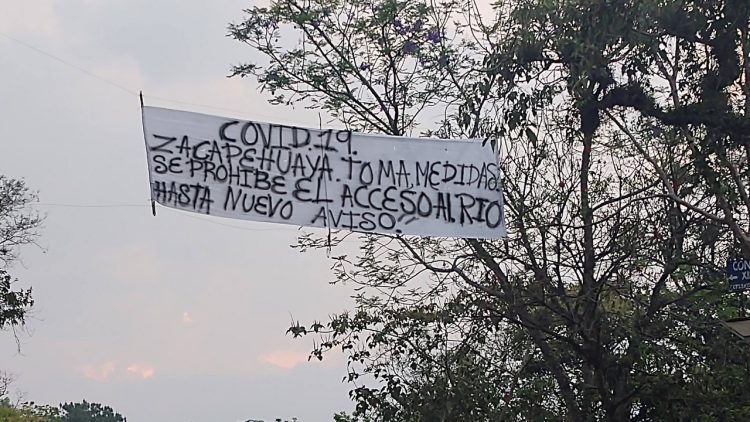 COVID.19.
ZACAPEHUAYA. TOMA. MEDIDAS.
SE PROHIBE EL ACCESO AL RIO
HASTA NUEVO AVISO.